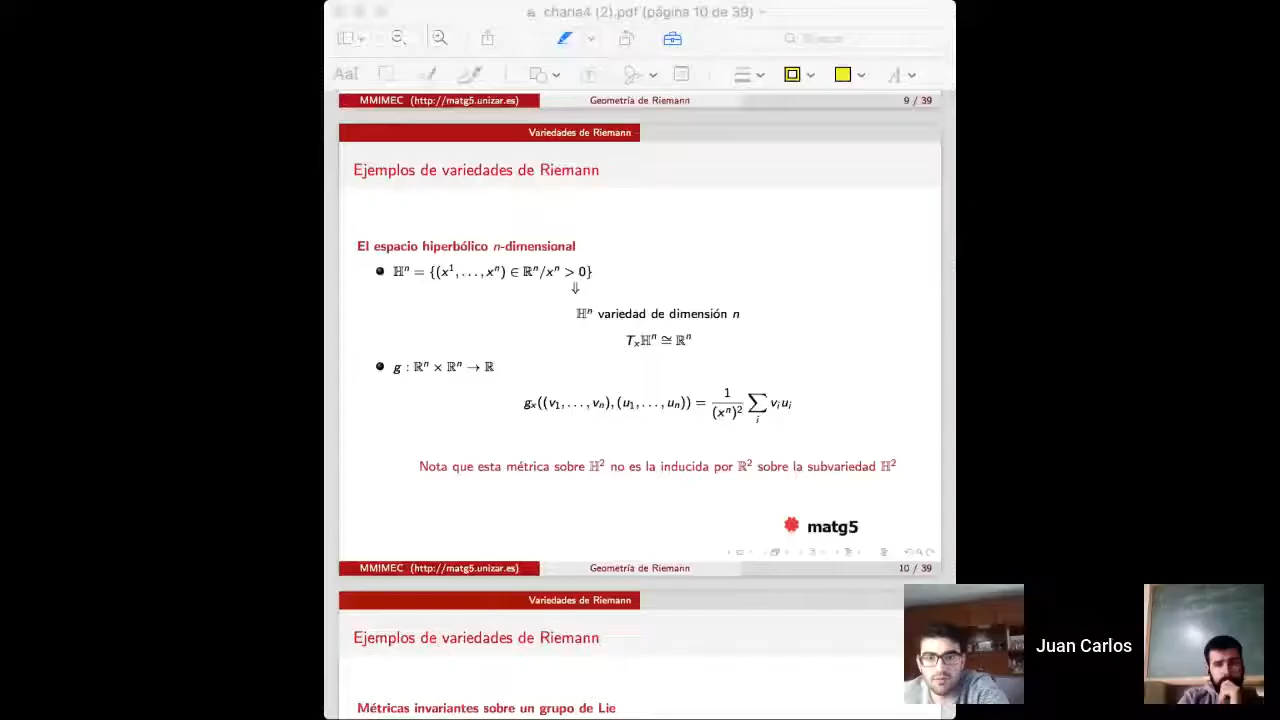 charla4 (2).pdf (página 10 de 39)
Buscar
AaI
MMIMEC (http://matg5.unizar.es) Geometría de Riemann 9 / 39
Variedades de Riemann
Ejemplos de variedades de Riemann
El espacio hiperbólico n-dimensional
ℍⁿ = {(x¹, . . . , xⁿ) ∈ ℝⁿ/xⁿ > 0}
⇓
ℍⁿ variedad de dimensión n
Tₓℍⁿ ≅ ℝⁿ
g : ℝⁿ × ℝⁿ → ℝ
gₓ((v₁, . . . , vₙ), (u₁, . . . , uₙ)) = 1/(xⁿ)² ∑ᵢ vᵢuᵢ
Nota que esta métrica sobre ℍ² no es la inducida por ℝ² sobre la subvariedad ℍ²
matg5
MMIMEC (http://matg5.unizar.es) Geometría de Riemann 10 / 39
Variedades de Riemann
Ejemplos de variedades de Riemann
Juan Carlos
Métricas invariantes sobre un grupo de Lie